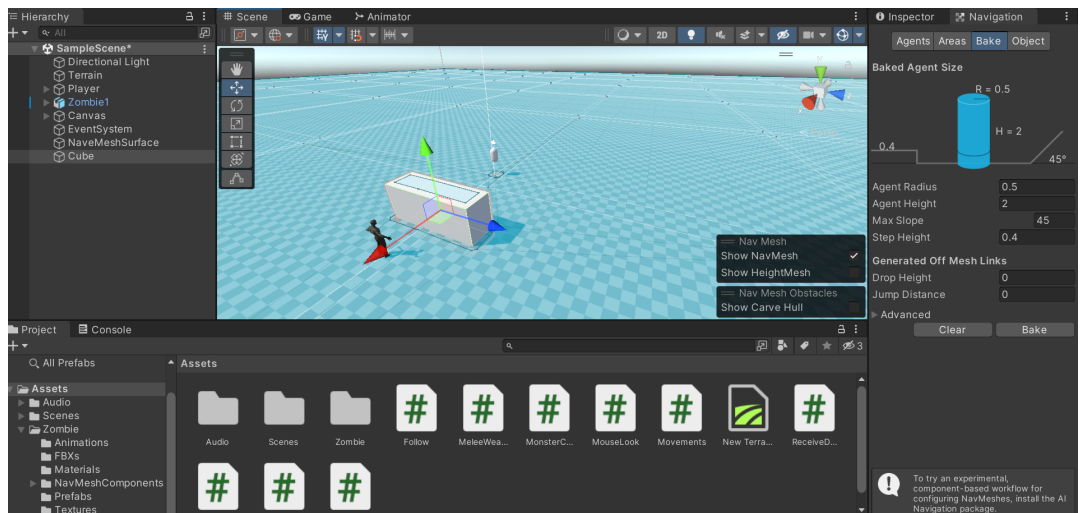 Hierarchy
All
SampleScene*
Directional Light
Terrain
Player
Zombie1
Canvas
EventSystem
NaveMeshSurface
Cube
Scene Game Animator
2D
Nav Mesh
Show NavMesh
Show HeightMesh
Nav Mesh Obstacles
Show Carve Hull
Inspector Navigation
Agents Areas Bake Object
Baked Agent Size
R = 0.5
H = 2
0.4
45°
Agent Radius 0.5
Agent Height 2
Max Slope 45
Step Height 0.4
Generated Off Mesh Links
Drop Height 0
Jump Distance 0
Advanced
Clear Bake
Project Console
3
All Prefabs
Assets
Audio
Scenes
Zombie
Animations
FBXs
Materials
NavMeshComponents
Prefabs
Textures
Assets
Audio Scenes Zombie Follow MeleeWea... MonsterC... MouseLook Movements New Terra... ReceiveD...
To try an experimental,
component-based workflow for
configuring NavMeshes, install the AI
Navigation package.